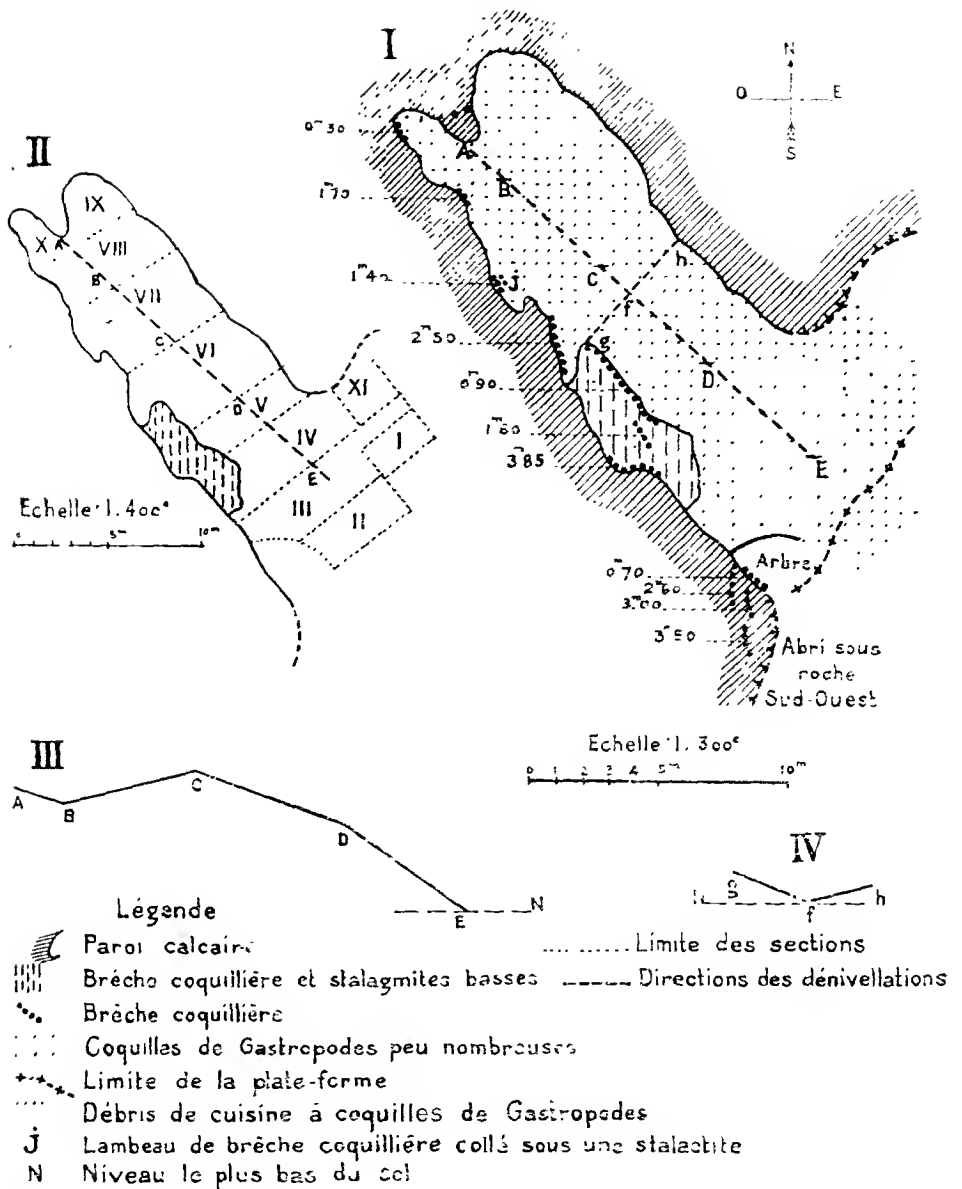 I
N
O E
S
0m30
A
B
1m70
h
C
1m40
j
f
2m50
g
D
0m90
1m80
E
3m85
Arbre
0m70
2m60
3m00
3m50
Abri sous
roche
Sud-Ouest
Echelle 1. 300e
0 1 2 3 4 5m 10m
II
IX
X A
VIII
B
VII
C
VI
D
V
XI
IV
I
E
III
II
Echelle: 1. 400e
0 5m 10m
III
A
B
C
D
E
N
IV
g
f
h
Légende
Paroi calcaire
Limite des sections
Brèche coquillière et stalagmites basses
Directions des dénivellations
Brèche coquillière
Coquilles de Gastropodes peu nombreuses
Limite de la plate-forme
Débris de cuisine à coquilles de Gastropodes
J Lambeau de brèche coquillière collé sous une stalactite
N Niveau le plus bas du sol